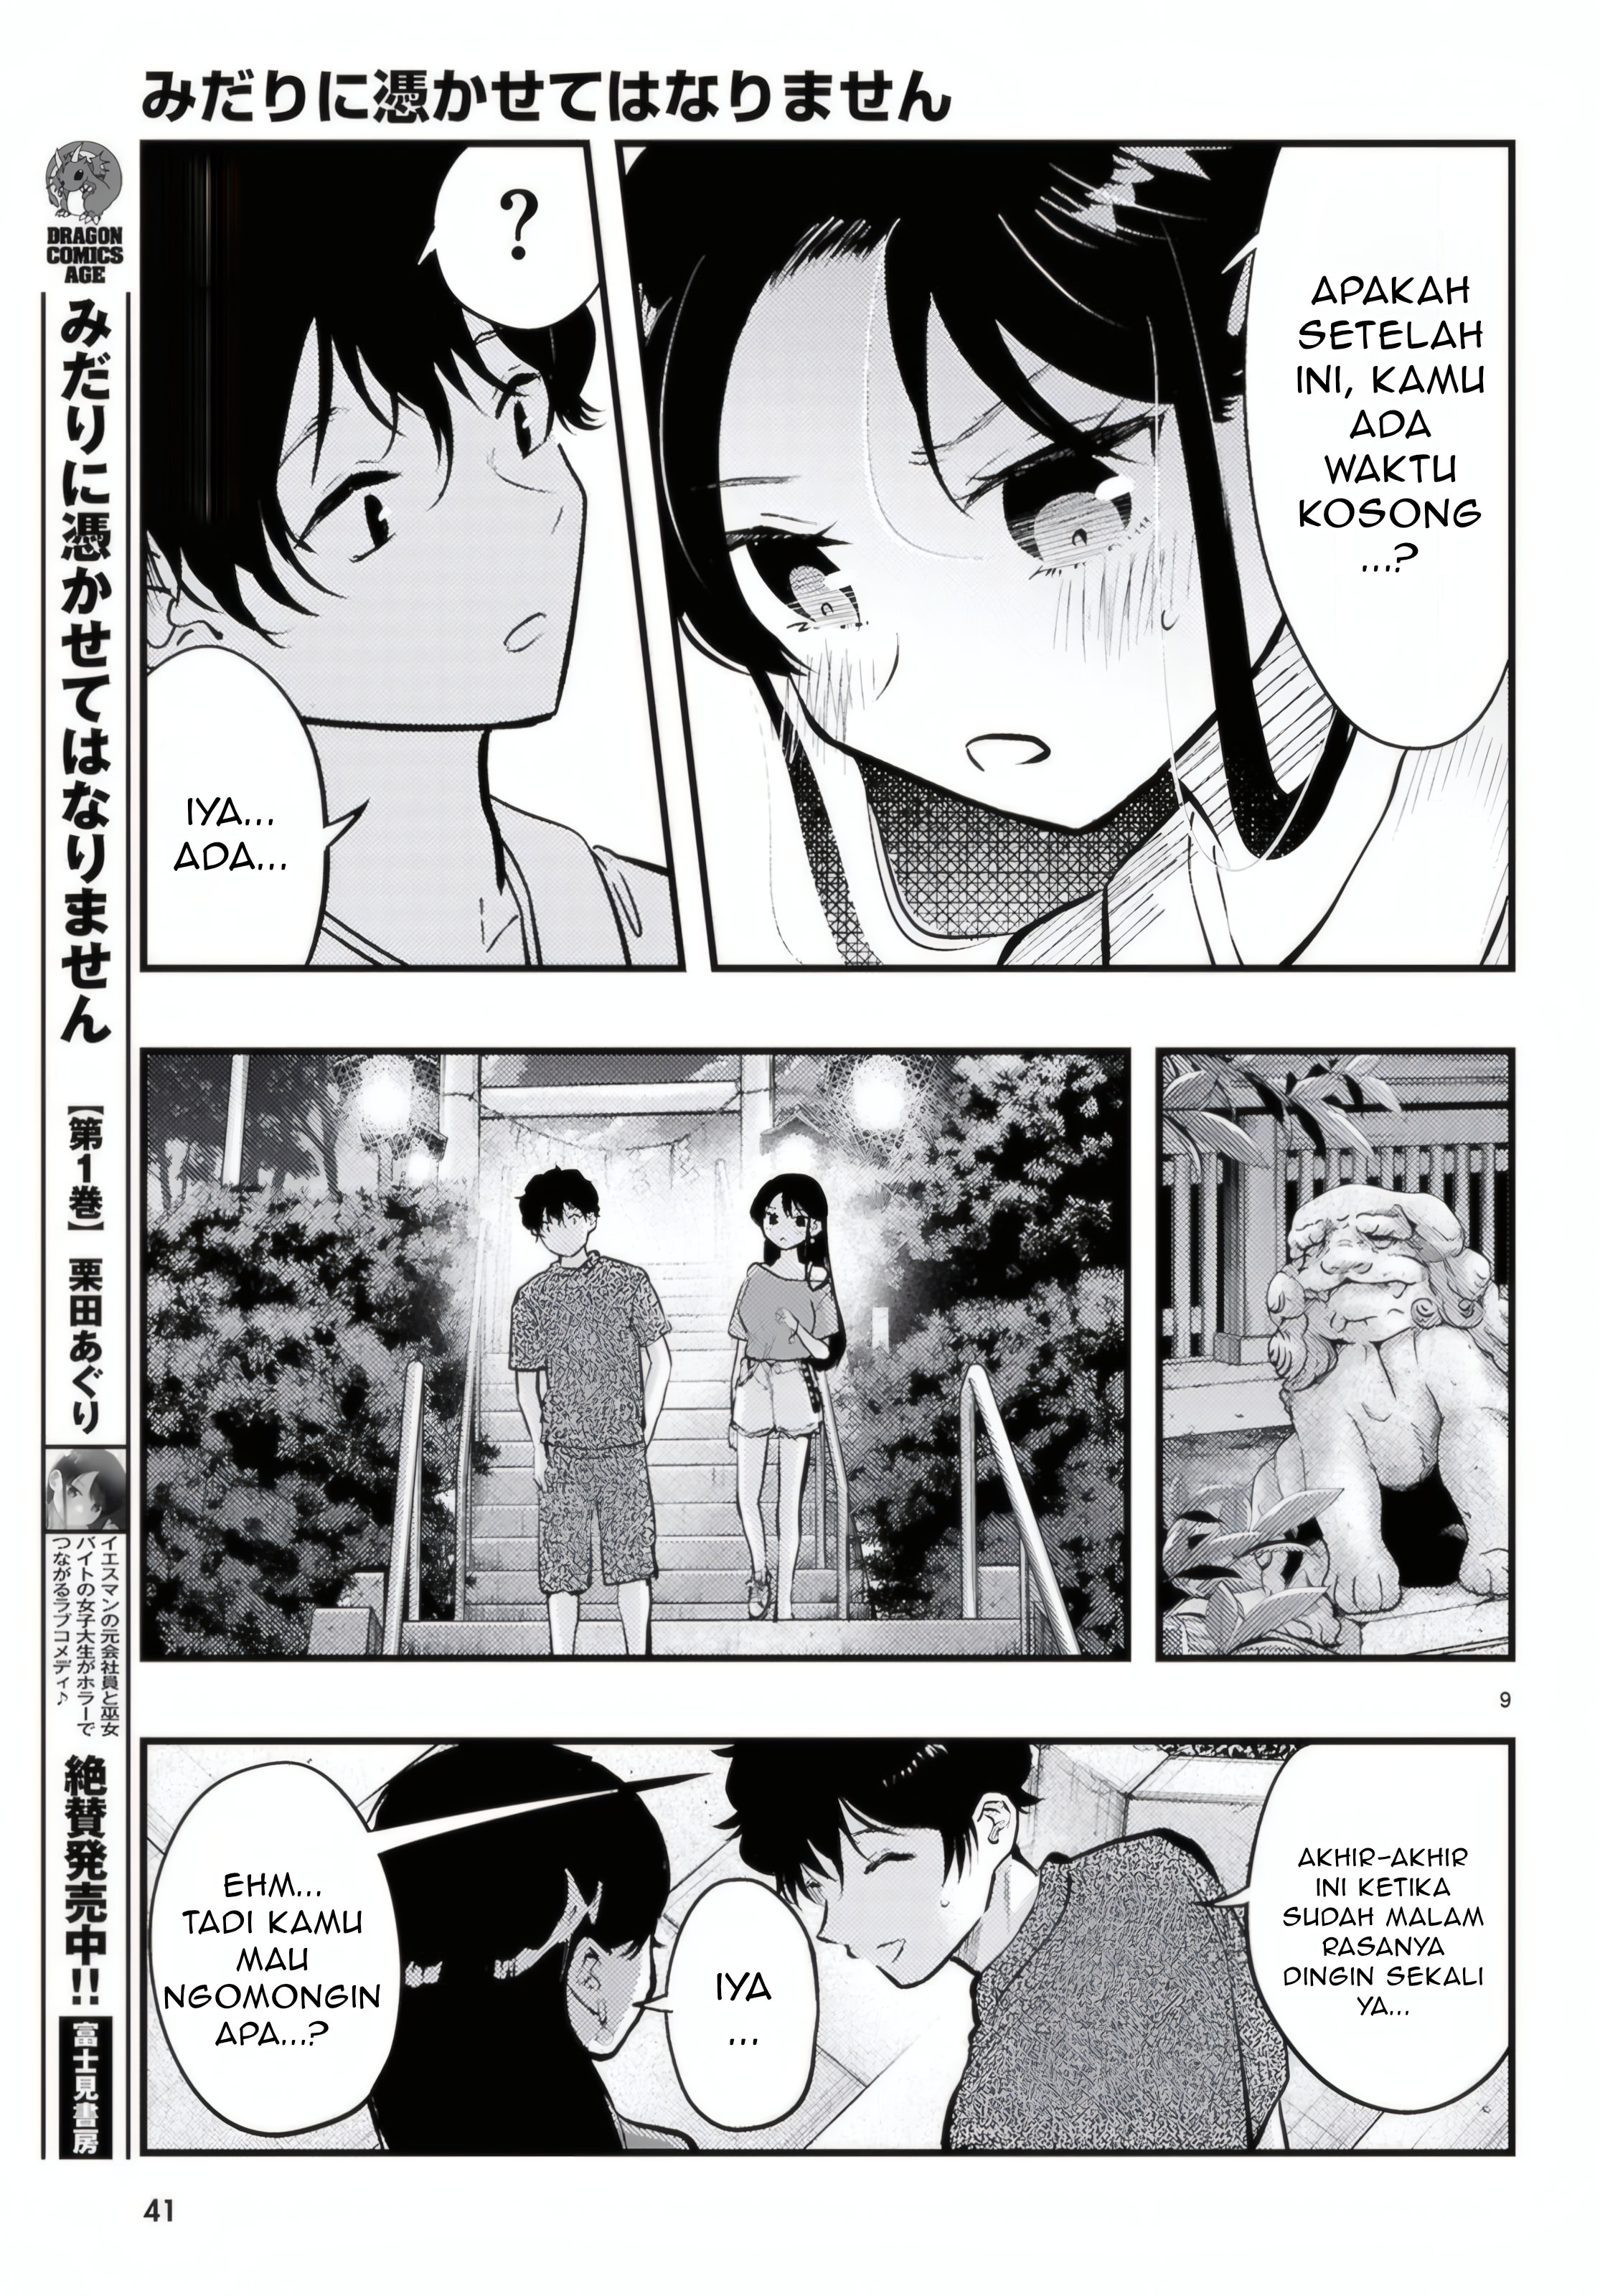 みだりに憑かせてはなりません
DRAGON
COMICS
AGE
みだりに憑かせてはなりません
【第1巻】
栗田あぐり
イエスマンの元会社員と巫女
バイトの女子大生がホラーで
つながるラブコメディ♪
絶賛発売中!!
富士見書房
APAKAH
SETELAH
INI, KAMU
ADA
WAKTU
KOSONG
...?
?
IYA...
ADA...
9
AKHIR-AKHIR
INI KETIKA
SUDAH MALAM
RASANYA
DINGIN SEKALI
YA...
IYA
...
EHM...
TADI KAMU
MAU
NGOMONGIN
APA...?
41